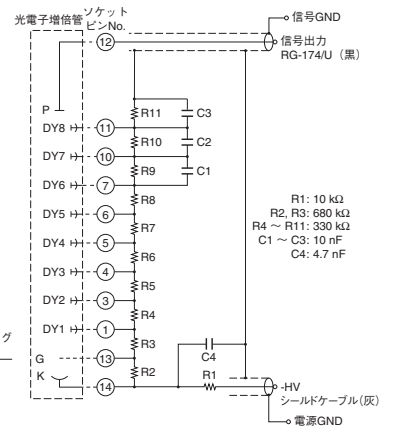 光電子増倍管
ソケット
ピンNo.
信号GND
信号出力
RG-174/U（黒）
12
P
R11
C3
DY8
11
R10
C2
DY7
10
R9
C1
DY6
7
R8
DY5
6
R7
DY4
5
R6
DY3
4
R5
DY2
3
R4
DY1
1
R3
G
13
R2
K
14
C4
R1
R1: 10 kΩ
R2, R3: 680 kΩ
R4 ～ R11: 330 kΩ
C1 ～ C3: 10 nF
C4: 4.7 nF
-HV
シールドケーブル（灰）
電源GND
グ